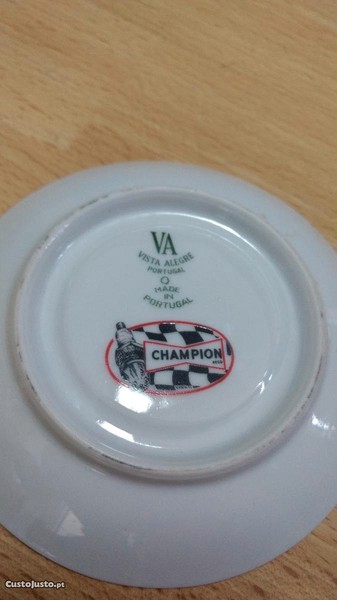 VA
VISTA ALEGRE
PORTUGAL
MADE
IN
PORTUGAL
CHAMPION
CustoJusto.pt